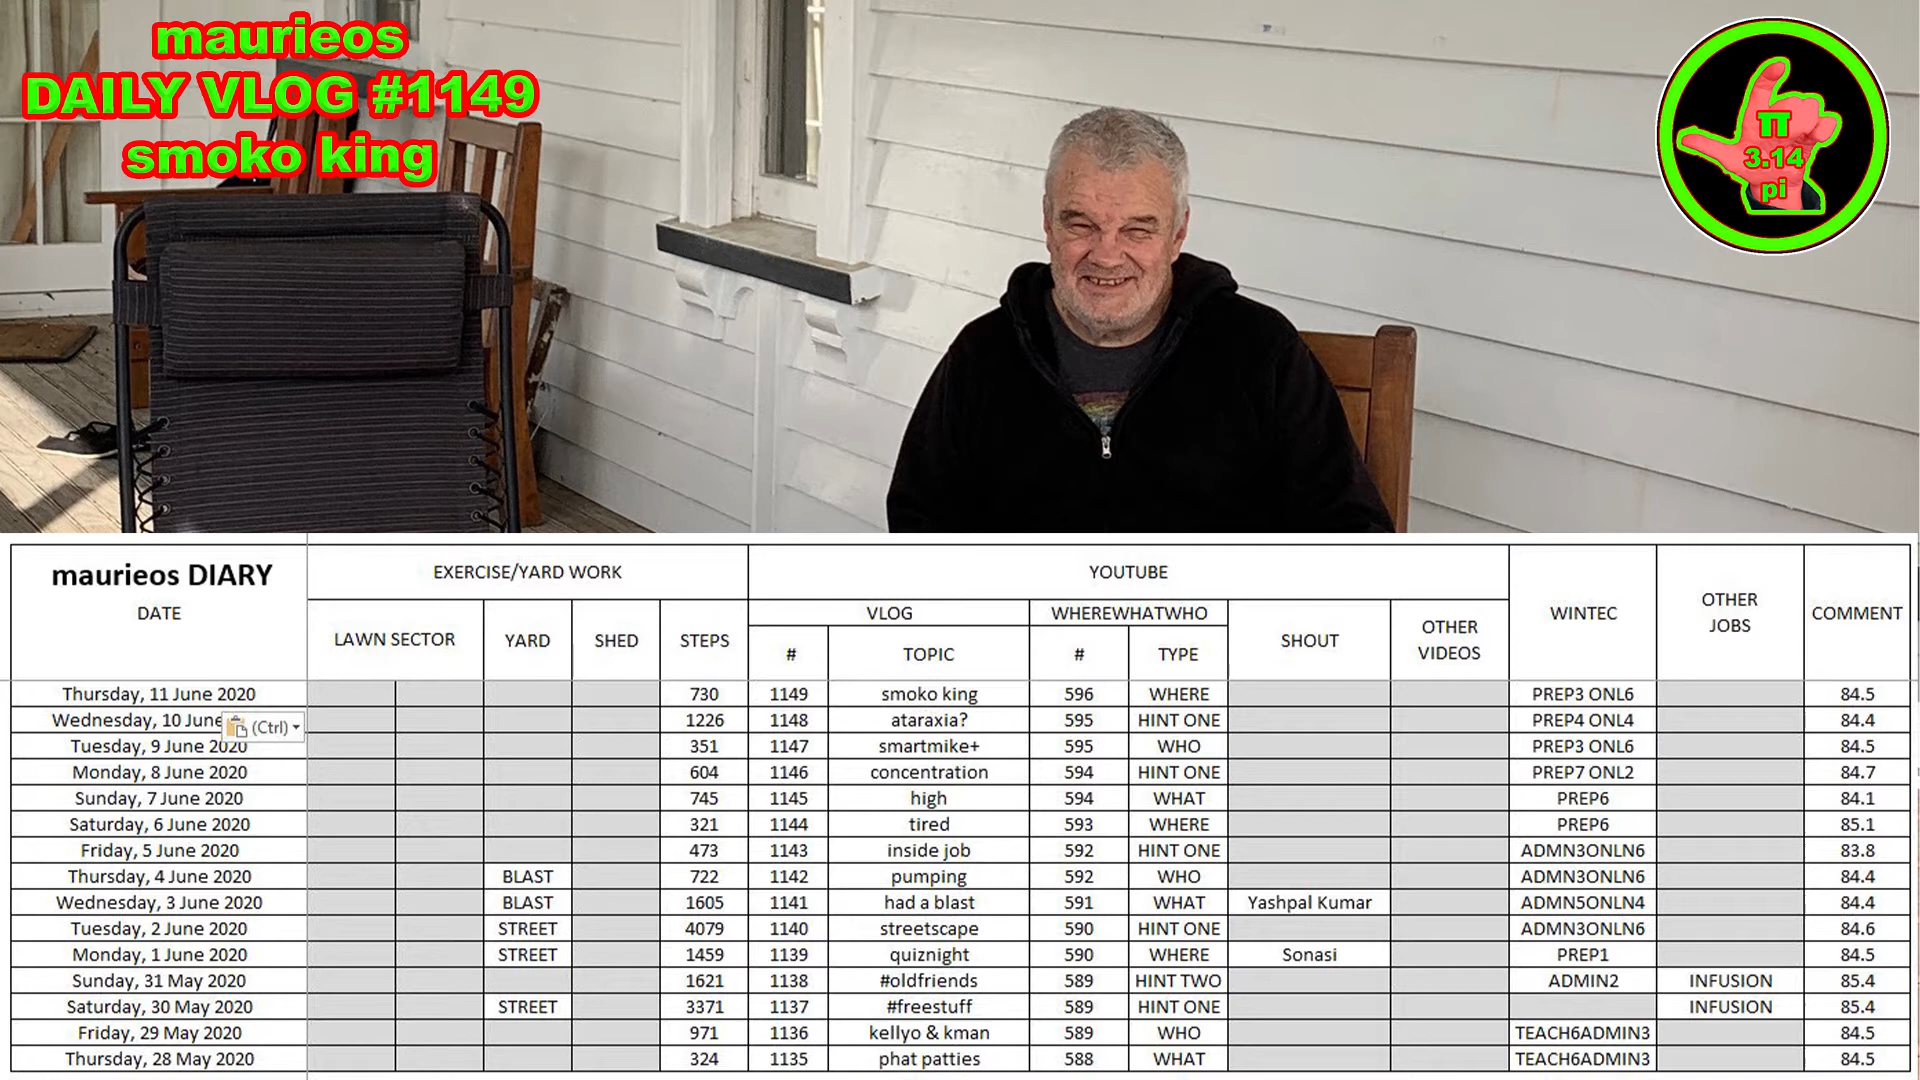 maurieos
DAILY VLOG #1149
smoko king
π
3.14
pi
maurieos DIARY
DATE
EXERCISE/YARD WORK
YOUTUBE
WINTEC
OTHER JOBS
COMMENT
LAWN SECTOR
YARD
SHED
STEPS
VLOG
WHEREWHATWHO
SHOUT
OTHER VIDEOS
# TOPIC # TYPE
Thursday, 11 June 2020 730 1149 smoko king 596 WHERE PREP3 ONL6 84.5
Wednesday, 10 June 1226 1148 ataraxia? 595 HINT ONE PREP4 ONL4 84.4
(Ctrl)
Tuesday, 9 June 2020 351 1147 smartmike+ 595 WHO PREP3 ONL6 84.5
Monday, 8 June 2020 604 1146 concentration 594 HINT ONE PREP7 ONL2 84.7
Sunday, 7 June 2020 745 1145 high 594 WHAT PREP6 84.1
Saturday, 6 June 2020 321 1144 tired 593 WHERE PREP6 85.1
Friday, 5 June 2020 473 1143 inside job 592 HINT ONE ADMN3ONLN6 83.8
Thursday, 4 June 2020 BLAST 722 1142 pumping 592 WHO ADMN3ONLN6 84.4
Wednesday, 3 June 2020 BLAST 1605 1141 had a blast 591 WHAT Yashpal Kumar ADMN5ONLN4 84.4
Tuesday, 2 June 2020 STREET 4079 1140 streetscape 590 HINT ONE ADMN3ONLN6 84.6
Monday, 1 June 2020 STREET 1459 1139 quiznight 590 WHERE Sonasi PREP1 84.5
Sunday, 31 May 2020 1621 1138 #oldfriends 589 HINT TWO ADMIN2 INFUSION 85.4
Saturday, 30 May 2020 STREET 3371 1137 #freestuff 589 HINT ONE INFUSION 85.4
Friday, 29 May 2020 971 1136 kellyo & kman 589 WHO TEACH6ADMIN3 84.5
Thursday, 28 May 2020 324 1135 phat patties 588 WHAT TEACH6ADMIN3 84.5